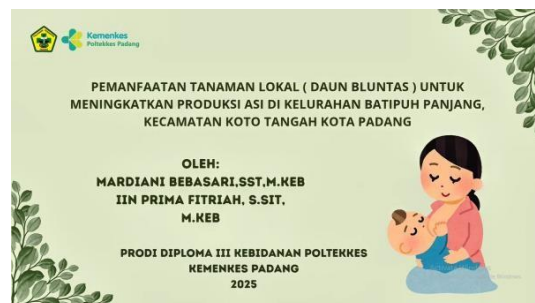 Kemenkes
Poltekkes Padang
PEMANFAATAN TANAMAN LOKAL ( DAUN BLUNTAS ) UNTUK
MENINGKATKAN PRODUKSI ASI DI KELURAHAN BATIPUH PANJANG,
KECAMATAN KOTO TANGAH KOTA PADANG
OLEH:
MARDIANI BEBASARI,SST,M.KEB
IIN PRIMA FITRIAH, S.SIT,
M.KEB
PRODI DIPLOMA III KEBIDANAN POLTEKKES
KEMENKES PADANG
2025